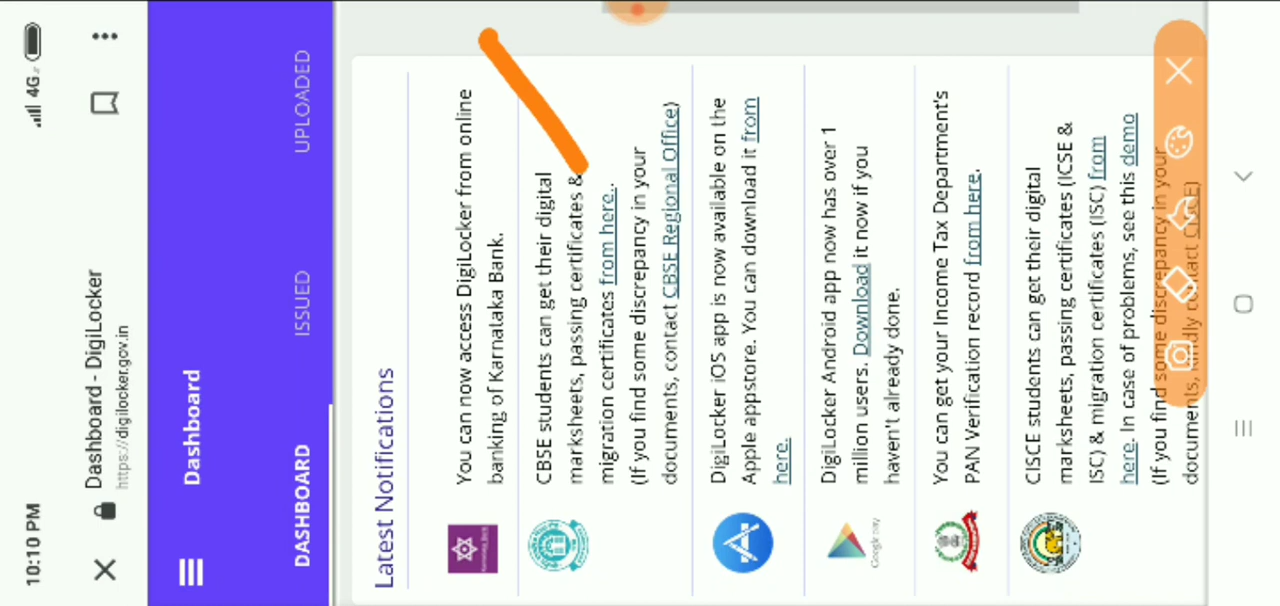 10:10 PM
4G
Dashboard - DigiLocker
https://digilocker.gov.in
Dashboard
DASHBOARD
ISSUED
UPLOADED
Latest Notifications
You can now access DigiLocker from online
banking of Karnataka Bank.
CBSE students can get their digital
marksheets, passing certificates &
migration certificates from here..
(If you find some discrepancy in your
documents, contact CBSE Regional Office)
DigiLocker iOS app is now available on the
Apple appstore. You can download it from
here.
Google play
DigiLocker Android app now has over 1
million users. Download it now if you
haven't already done.
You can get your Income Tax Department's
PAN Verification record from here.
CISCE students can get their digital
marksheets, passing certificates (ICSE &
ISC) & migration certificates (ISC) from
here. In case of problems, see this demo
(If you find some discrepancy in your
documents, kindly contact CISCE)